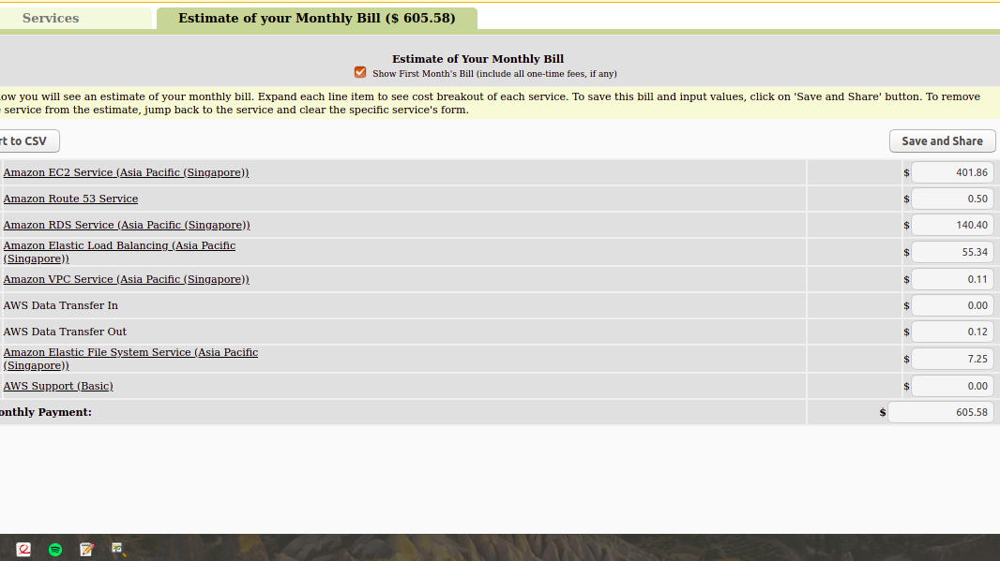 Services
Estimate of your Monthly Bill ($ 605.58)
Estimate of Your Monthly Bill
Show First Month's Bill (include all one-time fees, if any)
you will see an estimate of your monthly bill. Expand each line item to see cost breakout of each service. To save this bill and input values, click on 'Save and Share' button. To remove
service from the estimate, jump back to the service and clear the specific service's form.
to CSV
Save and Share
Amazon EC2 Service (Asia Pacific (Singapore)) $ 401.86
Amazon Route 53 Service $ 0.50
Amazon RDS Service (Asia Pacific (Singapore)) $ 140.40
Amazon Elastic Load Balancing (Asia Pacific
(Singapore)) $ 55.34
Amazon VPC Service (Asia Pacific (Singapore)) $ 0.11
AWS Data Transfer In $ 0.00
AWS Data Transfer Out $ 0.12
Amazon Elastic File System Service (Asia Pacific
(Singapore)) $ 7.25
AWS Support (Basic) $ 0.00
onthly Payment: $ 605.58